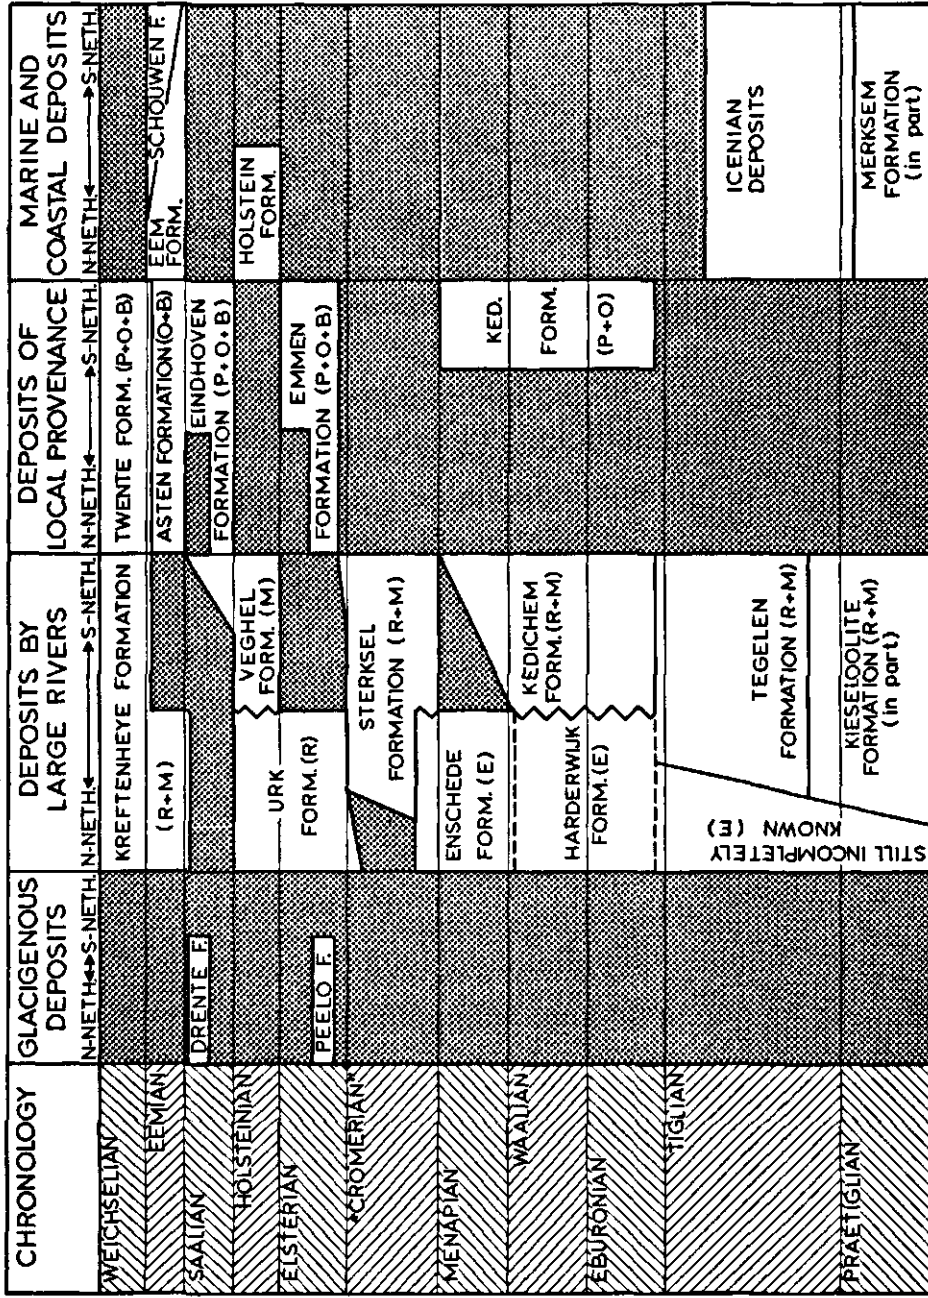 CHRONOLOGY
GLACIGENOUS
DEPOSITS
N-NETH.↔S-NETH.
DEPOSITS BY
LARGE RIVERS
N-NETH.↔S-NETH.
DEPOSITS OF
LOCAL PROVENANCE
N-NETH.↔S-NETH.
MARINE AND
COASTAL DEPOSITS
N-NETH.↔S-NETH.
WEICHSELIAN
EEMIAN
SAALIAN
HOLSTEINIAN
ELSTERIAN
"CROMERIAN"
MENAPIAN
WAALIAN
EBURONIAN
TIGLIAN
PRAETIGLIAN
DRENTE F.
PEELO F.
KREFTENHEYE FORMATION
(R+M)
VEGHEL
FORM. (M)
URK
FORM. (R)
STERKSEL
FORMATION (R+M)
ENSCHEDE
FORM. (E)
KEDICHEM
FORM. (R+M)
HARDERWIJK
FORM. (E)
STILL INCOMPLETELY
KNOWN (E)
TEGELEN
FORMATION (R+M)
KIESELOOLITE
FORMATION (R+M)
(in part)
TWENTE FORM. (P+O+B)
ASTEN FORMATION (O+B)
EINDHOVEN
FORMATION (P+O+B)
EMMEN
FORMATION (P+O+B)
KED.
FORM.
(P+O)
EEM
FORM.
SCHOUWEN F.
HOLSTEIN
FORM.
ICENIAN
DEPOSITS
MERKSEM
FORMATION
(in part)